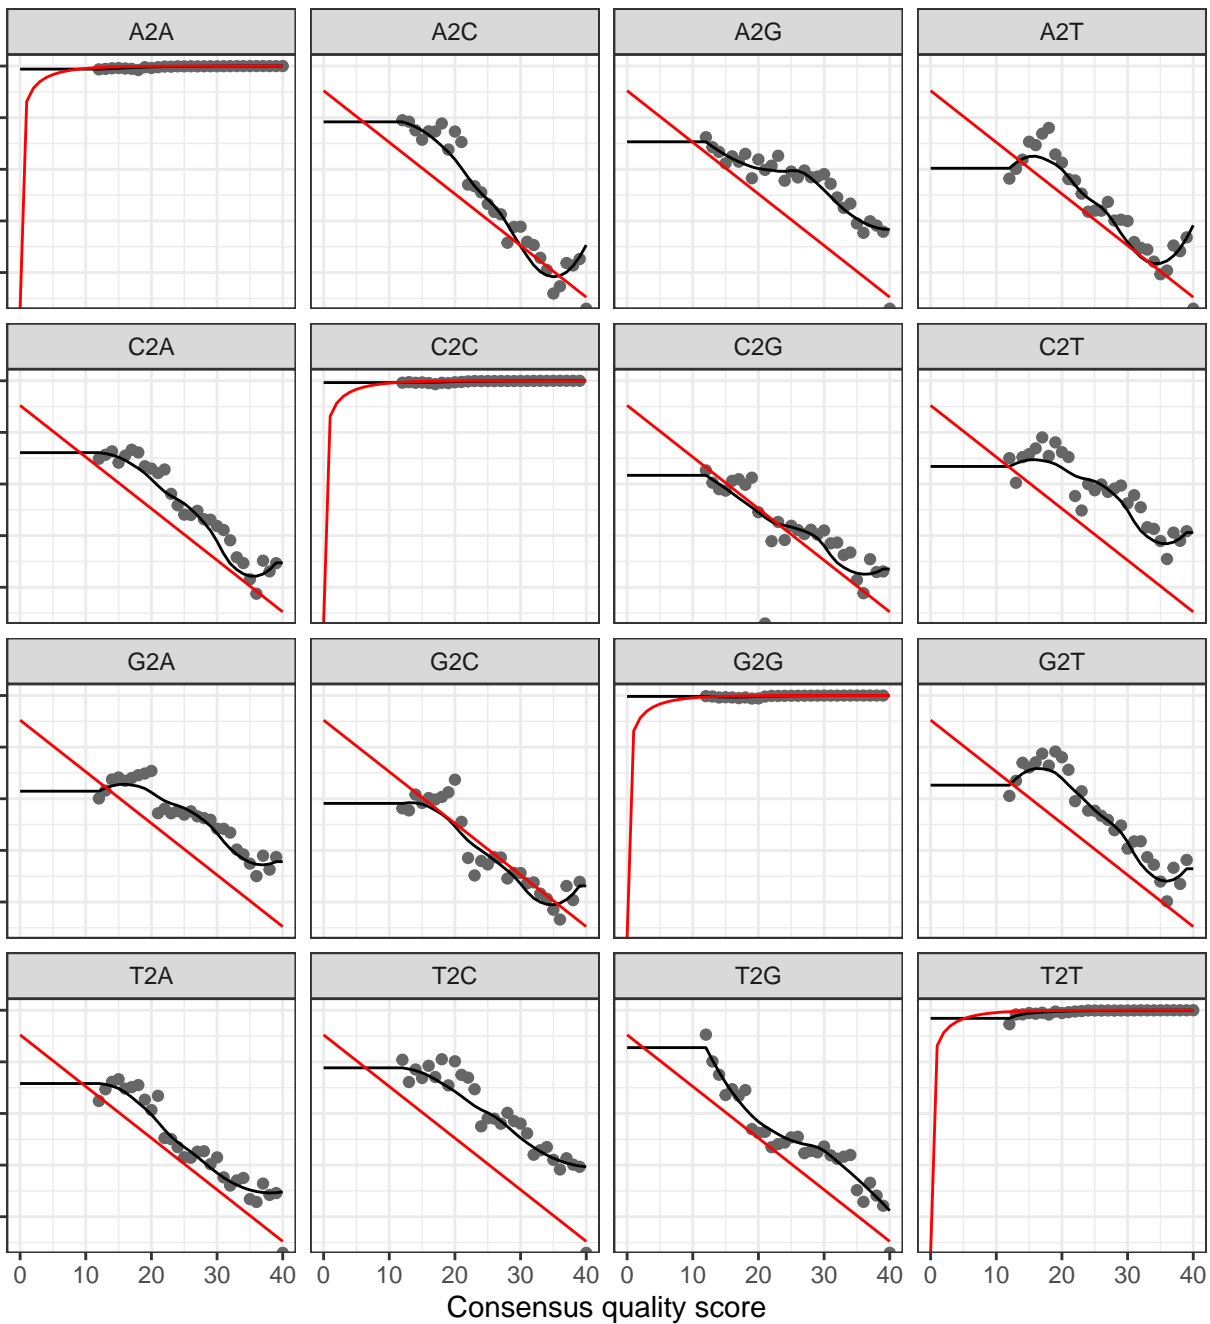 A2A A2C A2G A2T
C2A C2C C2G C2T
G2A G2C G2G G2T
T2A T2C T2G T2T
0 10 20 30 40 0 10 20 30 40 0 10 20 30 40 0 10 20 30 40
Consensus quality score